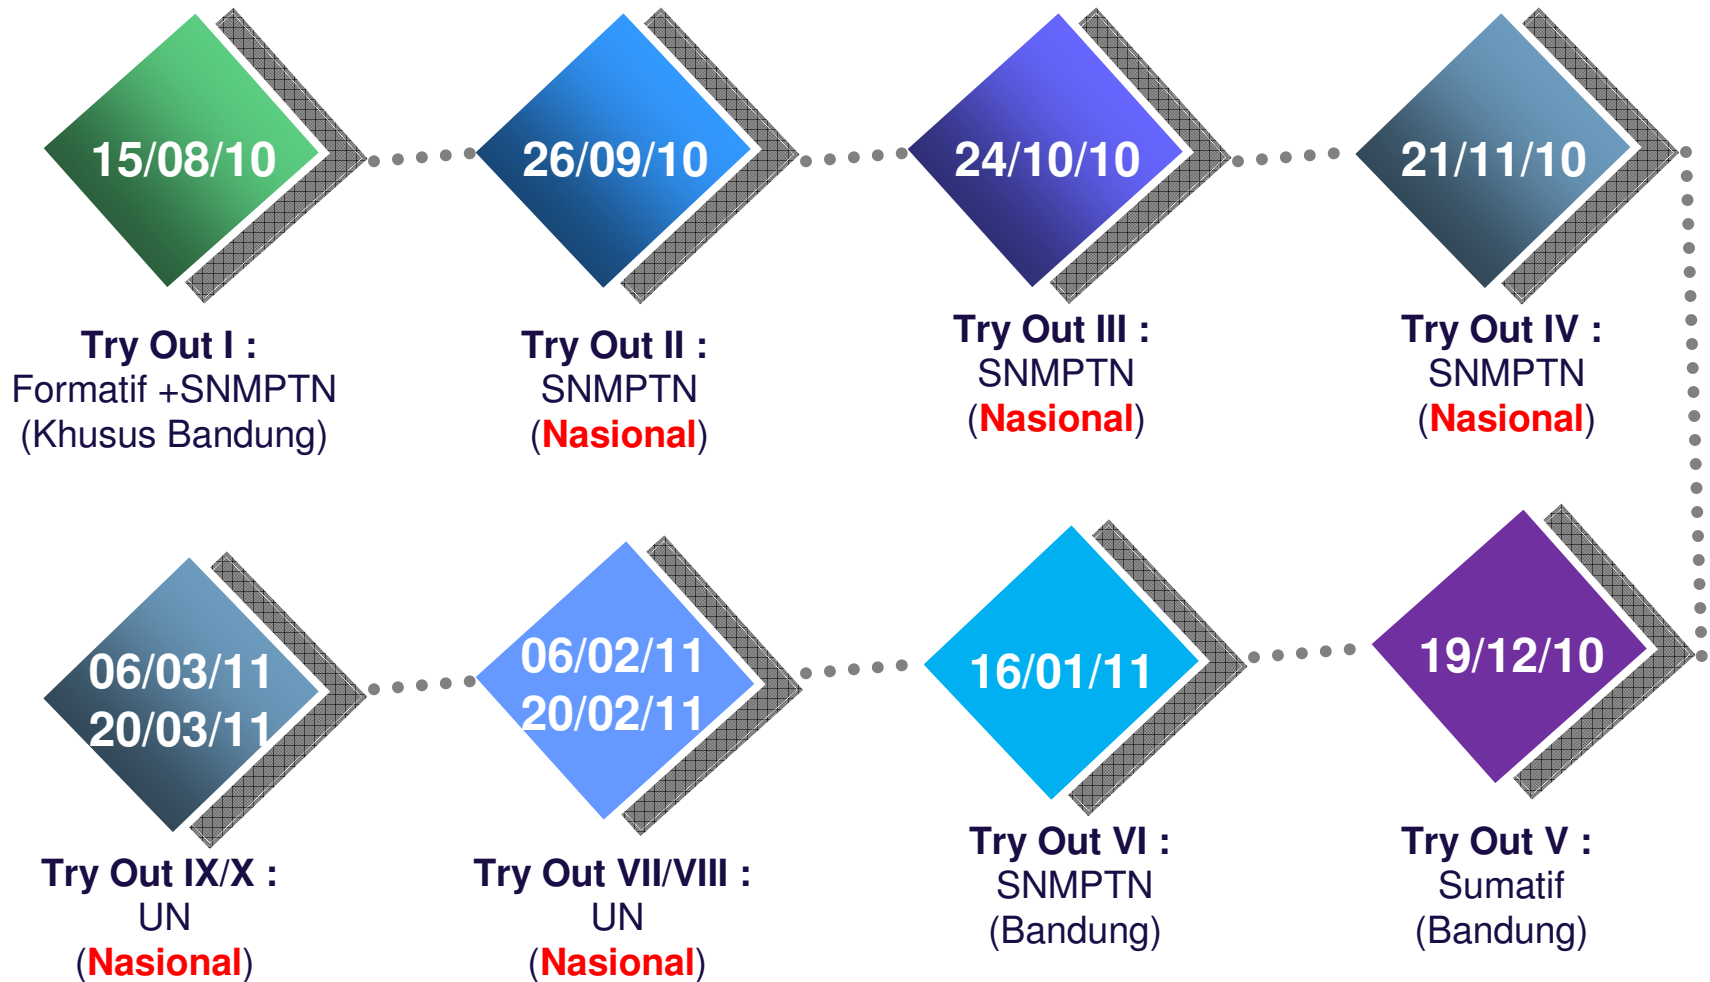 15/08/10
Try Out I :
Formatif +SNMPTN
(Khusus Bandung)
26/09/10
Try Out II :
SNMPTN
(Nasional)
24/10/10
Try Out III :
SNMPTN
(Nasional)
21/11/10
Try Out IV :
SNMPTN
(Nasional)
19/12/10
Try Out V :
Sumatif
(Bandung)
16/01/11
Try Out VI :
SNMPTN
(Bandung)
06/02/11
20/02/11
Try Out VII/VIII :
UN
(Nasional)
06/03/11
20/03/11
Try Out IX/X :
UN
(Nasional)